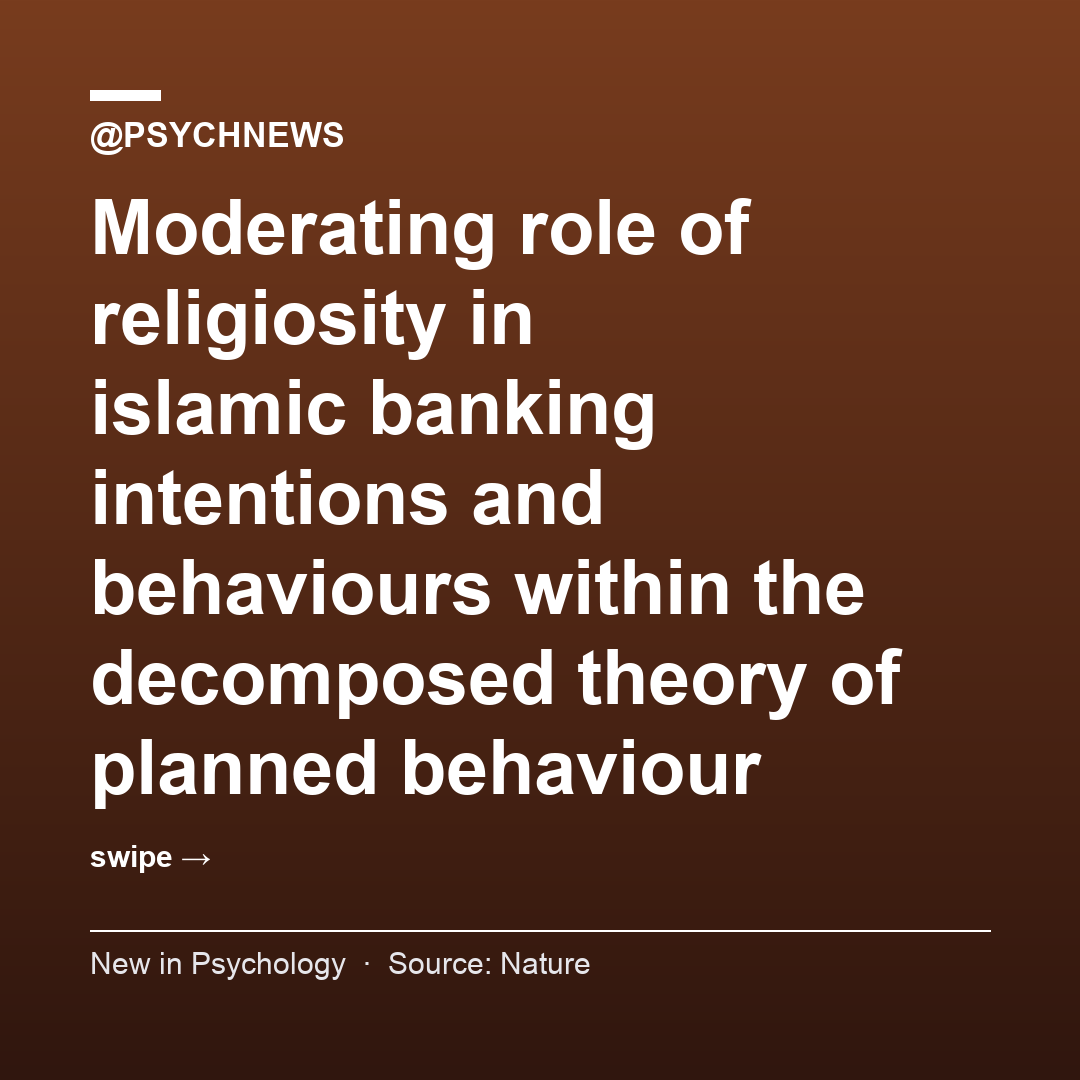 @PSYCHNEWS
Moderating role of
religiosity in
islamic banking
intentions and
behaviours within the
decomposed theory of
planned behaviour
swipe →
New in Psychology · Source: Nature